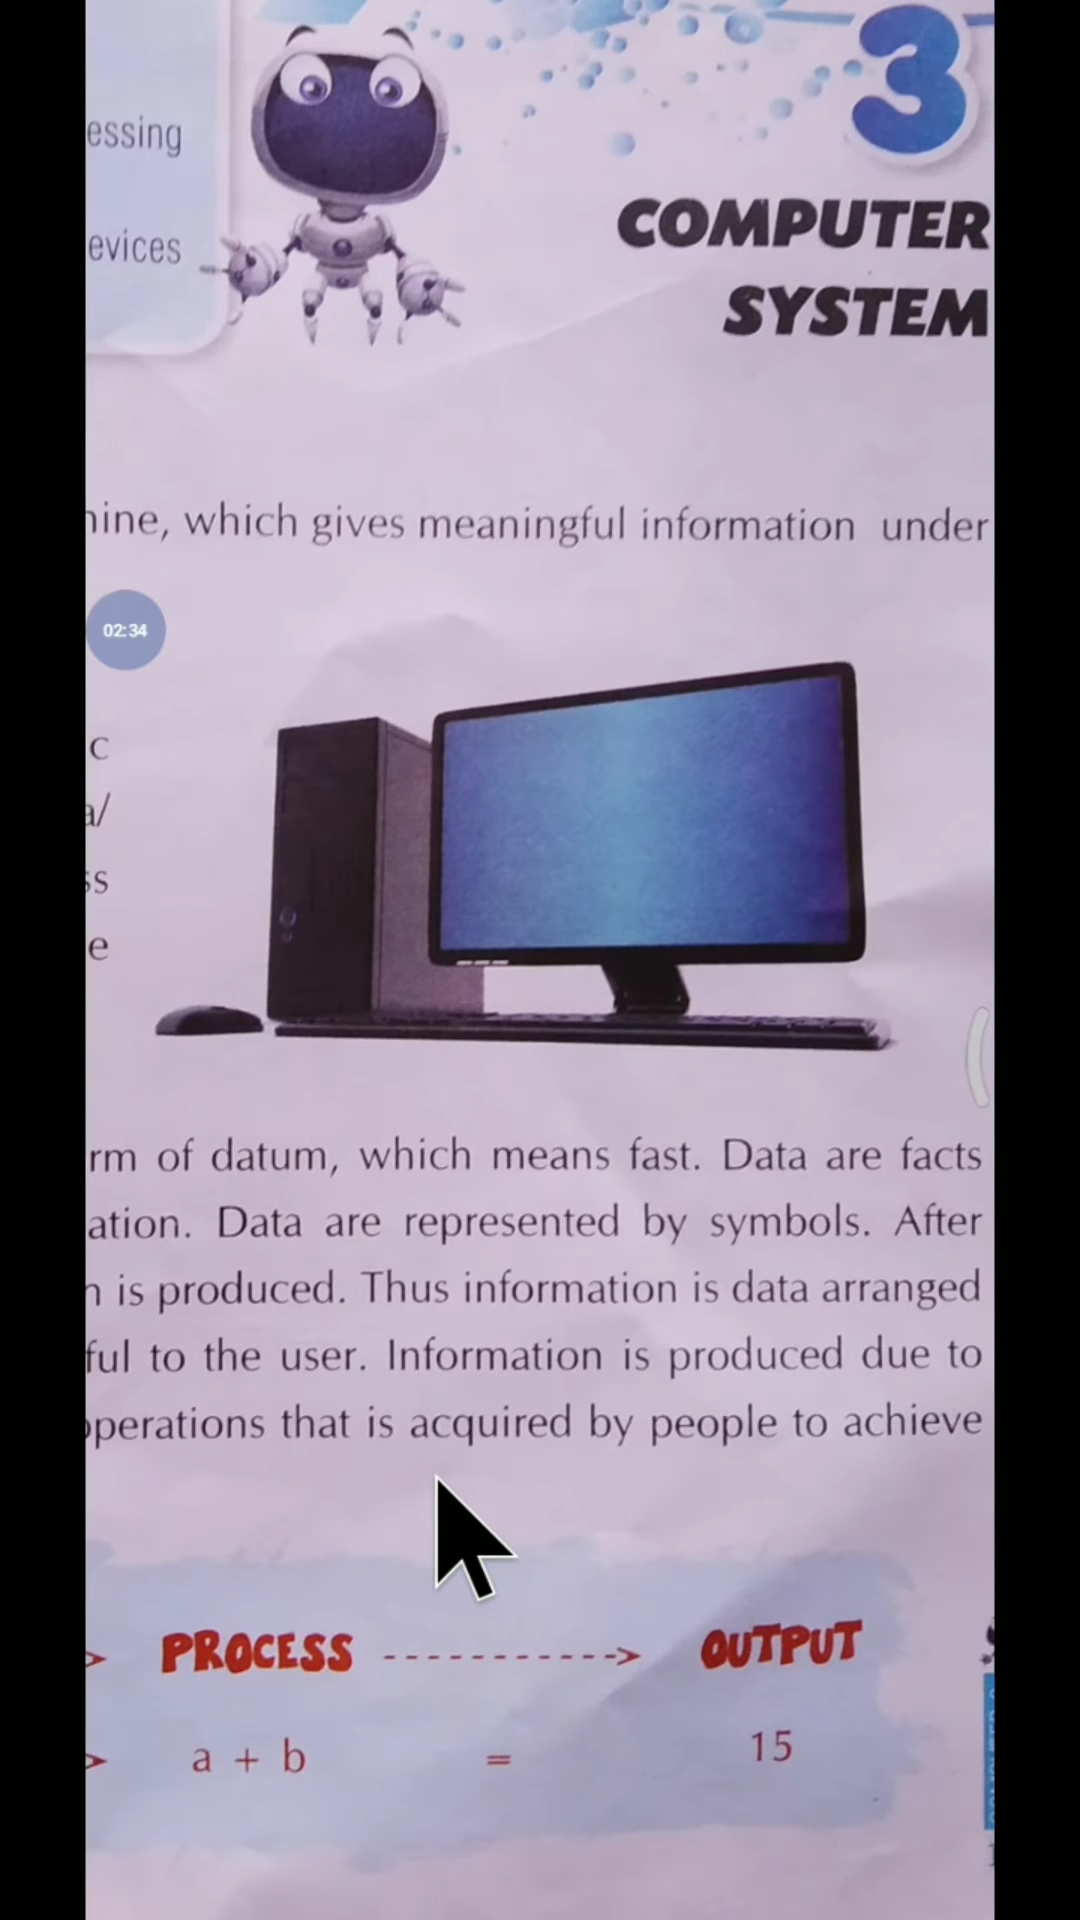 essing
evices
3
COMPUTER
SYSTEM
which gives meaningful information under
02:34
c
a/
ss
e
rm of datum, which means fast. Data are facts
ation. Data are represented by symbols. After
n is produced. Thus information is data arranged
ful to the user. Information is produced due to
perations that is acquired by people to achieve
> PROCESS -----------> OUTPUT
> a + b = 15